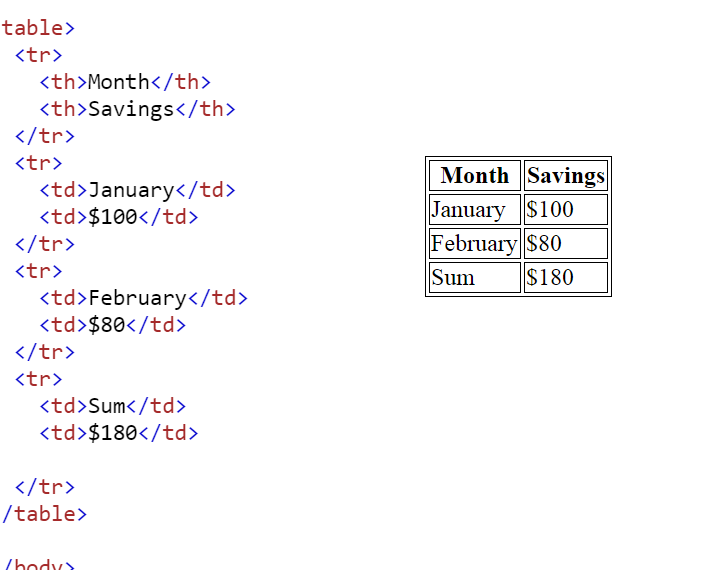 table>
<tr>
<th>Month</th>
<th>Savings</th>
</tr>
<tr>
<td>January</td>
<td>$100</td>
</tr>
<tr>
<td>February</td>
<td>$80</td>
</tr>
<tr>
<td>Sum</td>
<td>$180</td>
</tr>
/table>
/body>
Month Savings
January $100
February $80
Sum $180